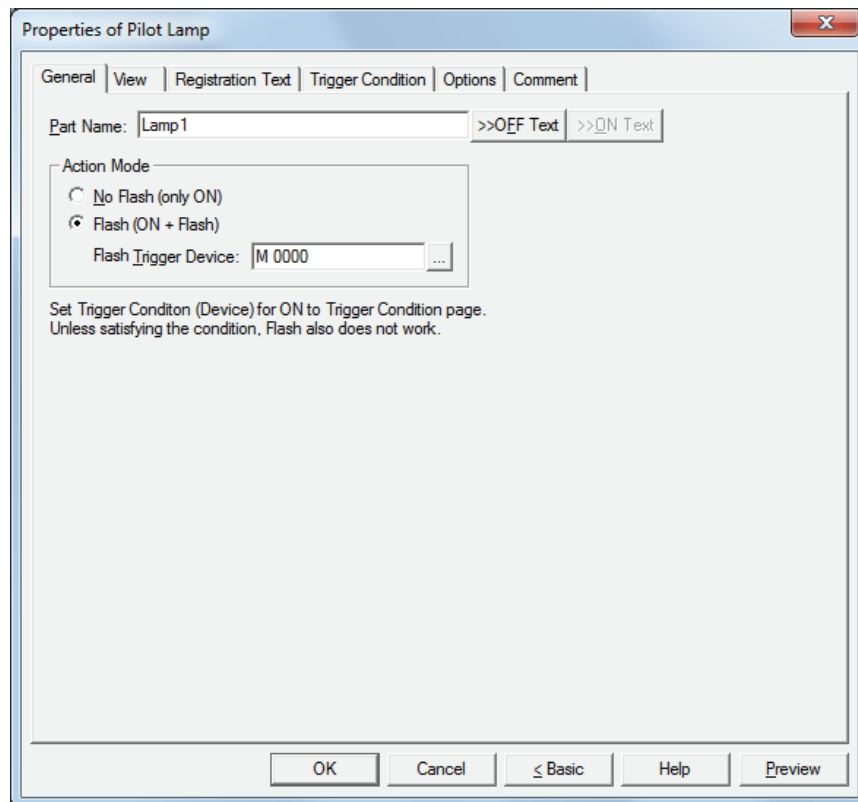 Properties of Pilot Lamp
General View Registration Text Trigger Condition Options Comment
Part Name: Lamp1 >>OFF Text >>ON Text
Action Mode
No Flash (only ON)
Flash (ON + Flash)
Flash Trigger Device: M 0000 ...
Set Trigger Conditon (Device) for ON to Trigger Condition page.
Unless satisfying the condition, Flash also does not work.
OK Cancel < Basic Help Preview